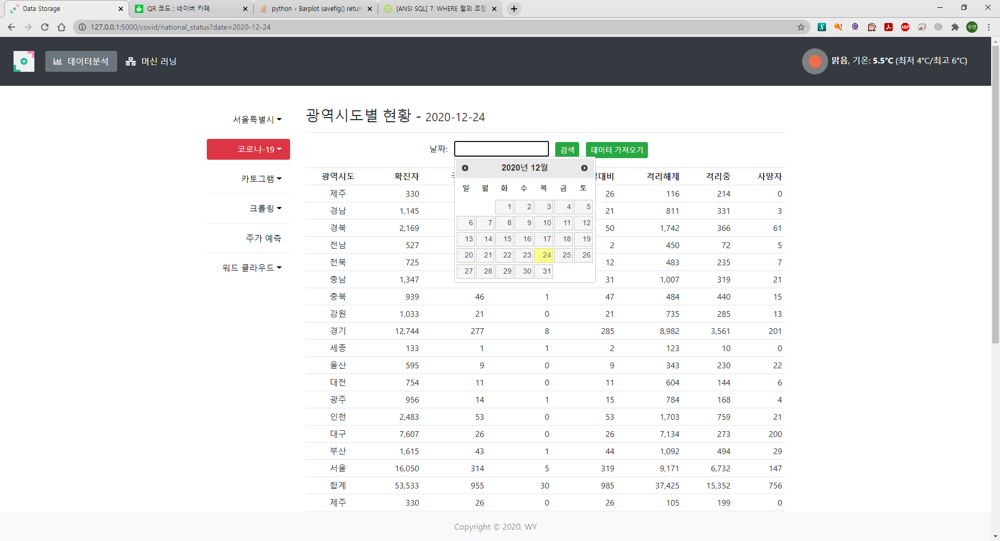 Data Storage
QR 코드 : 네이버 카페
python - Barplot savefig() return
[ANSI SQL] 7. WHERE 절의 조합
127.0.0.1:5000/covid/national_status?date=2020-12-24
ABP
우연
데이터분석
머신 러닝
맑음, 기온: 5.5°C (최저 4°C/최고 6°C)
서울특별시
코로나-19
카토그램
크롤링
주가 예측
워드 클라우드
광역시도별 현황 - 2020-12-24
날짜:
검색
데이터 가져오기
2020년 12월
일 월 화 수 목 금 토
1 2 3 4 5
6 7 8 9 10 11 12
13 14 15 16 17 18 19
20 21 22 23 24 25 26
27 28 29 30 31
광역시도 확진자 대비 격리해제 격리중 사망자
제주 330 26 116 214 0
경남 1,145 21 811 331 3
경북 2,169 50 1,742 366 61
전남 527 2 450 72 5
전북 725 12 483 235 7
충남 1,347 31 1,007 319 21
충북 939 46 1 47 484 440 15
강원 1,033 21 0 21 735 285 13
경기 12,744 277 8 285 8,982 3,561 201
세종 133 1 1 2 123 10 0
울산 595 9 0 9 343 230 22
대전 754 11 0 11 604 144 6
광주 956 14 1 15 784 168 4
인천 2,483 53 0 53 1,703 759 21
대구 7,607 26 0 26 7,134 273 200
부산 1,615 43 1 44 1,092 494 29
서울 16,050 314 5 319 9,171 6,732 147
합계 53,533 955 30 985 37,425 15,352 756
제주 330 26 0 26 105 199 0
Copyright © 2020, WY